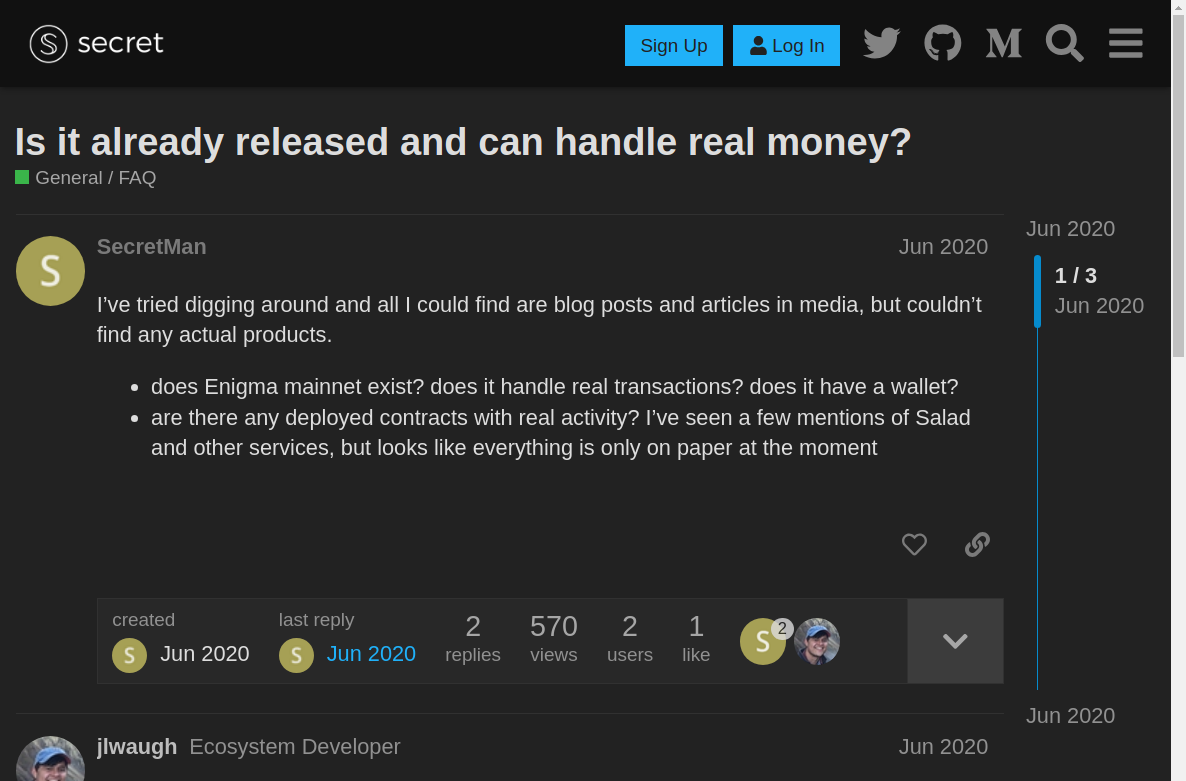 secret
Sign Up
Log In
Is it already released and can handle real money?
General / FAQ
Jun 2020
SecretMan
Jun 2020
1 / 3
Jun 2020
I’ve tried digging around and all I could find are blog posts and articles in media, but couldn’t
find any actual products.
does Enigma mainnet exist? does it handle real transactions? does it have a wallet?
are there any deployed contracts with real activity? I’ve seen a few mentions of Salad
and other services, but looks like everything is only on paper at the moment
created
S Jun 2020
last reply
S Jun 2020
2
replies
570
views
2
users
1
like
S 2
Jun 2020
jlwaugh Ecosystem Developer
Jun 2020